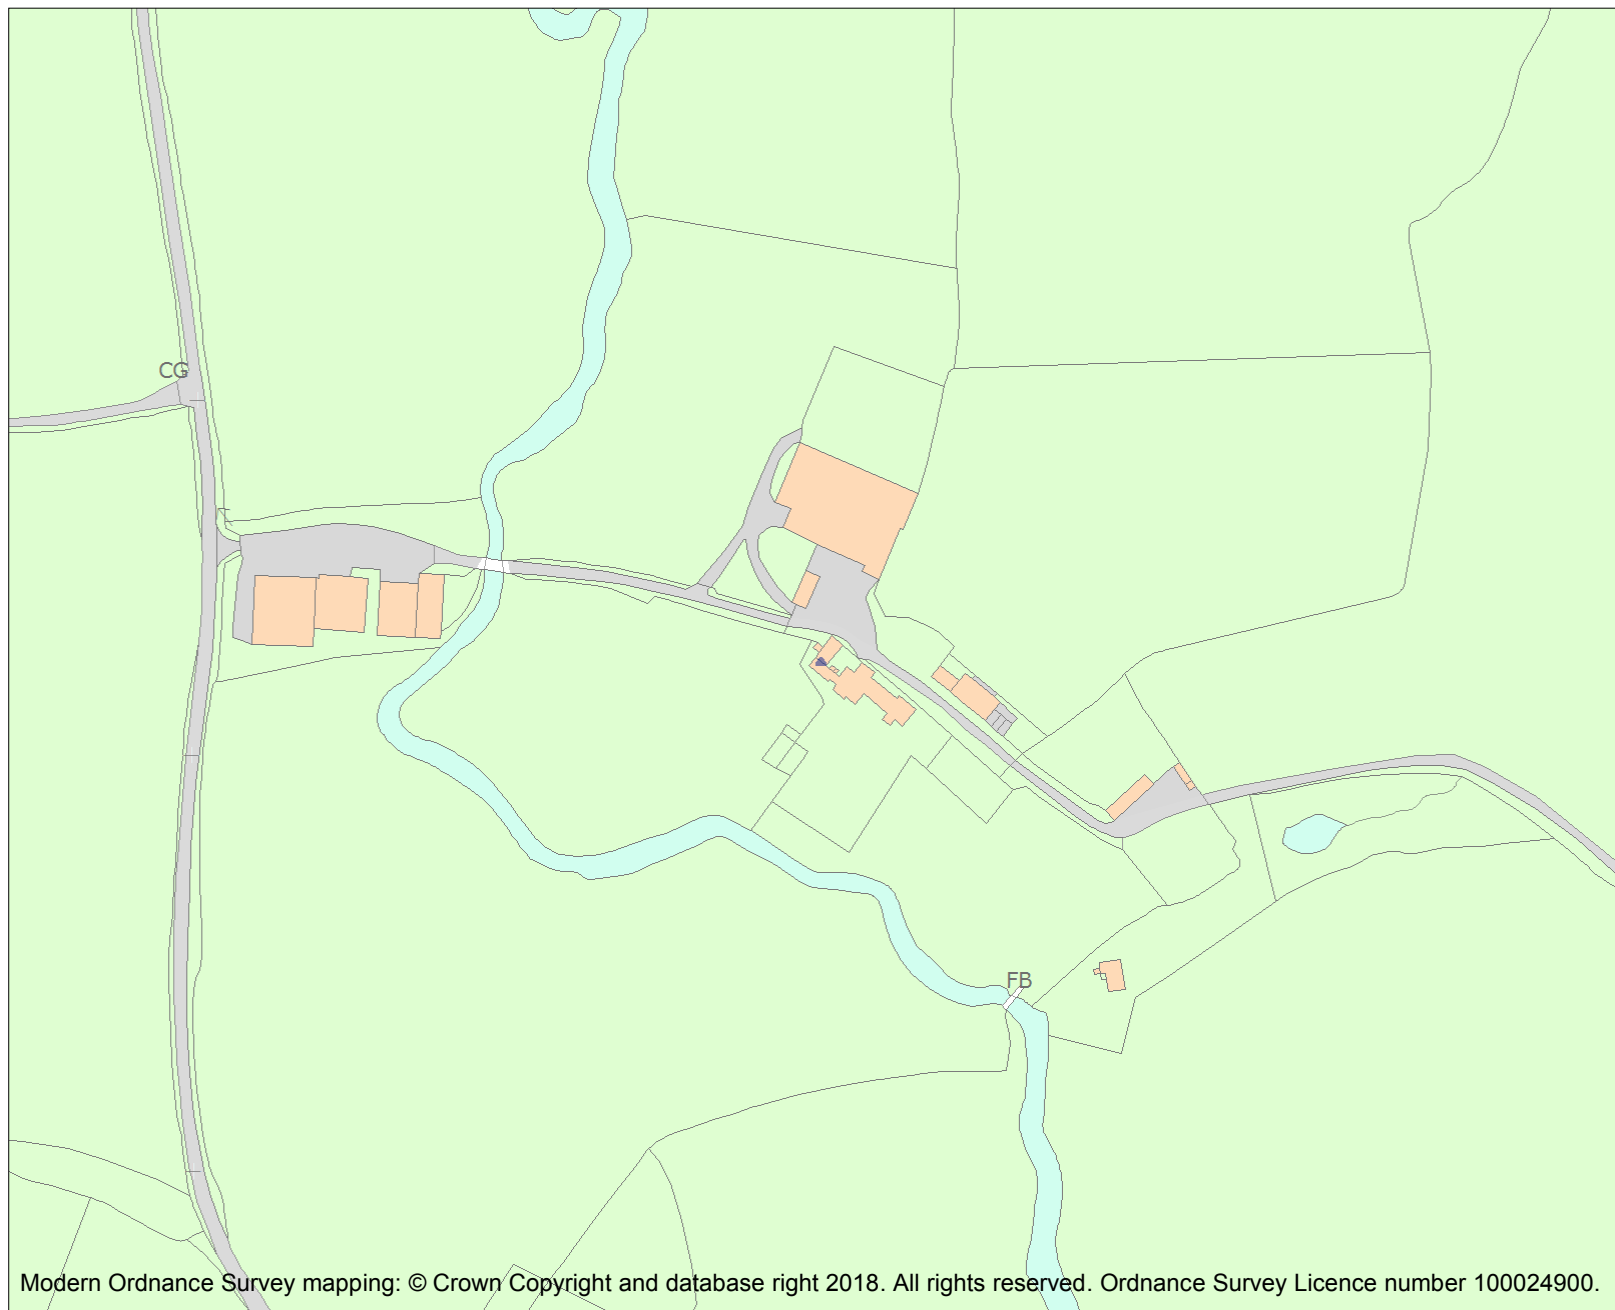 CG
FB
Modern Ordnance Survey mapping: © Crown Copyright and database right 2018. All rights reserved. Ordnance Survey Licence number 100024900.